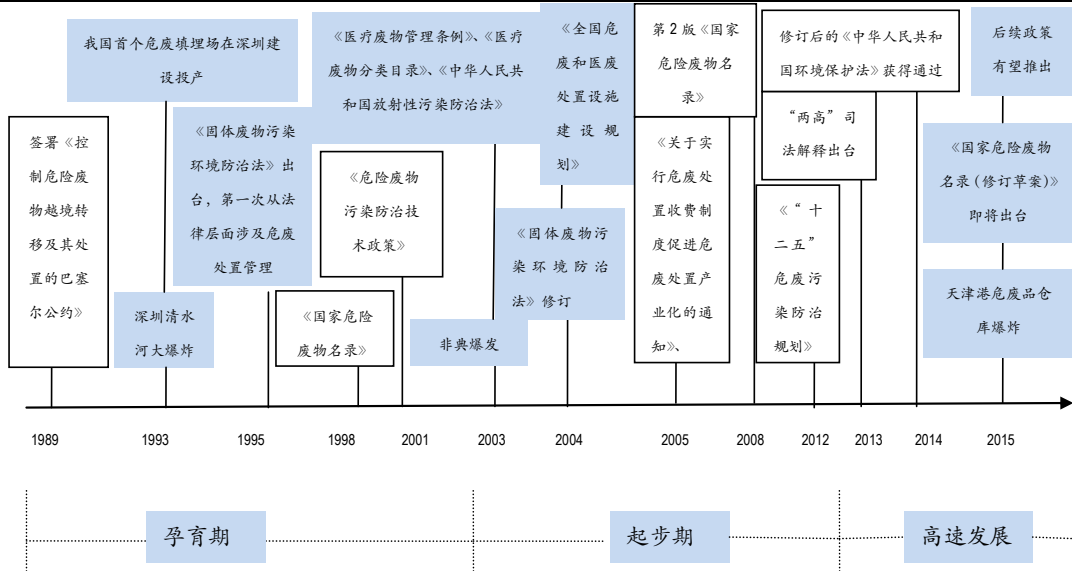 我国首个危废填埋场在深圳建
设投产
《医疗废物管理条例》、《医疗
废物分类目录》、《中华人民共
和国放射性污染防治法》
《全国危
废和医废
处置设施
建设规
划》
第2版《国家
危险废物名
录》
修订后的《中华人民共和
国环境保护法》获得通过
后续政策
有望推出
签署《控
制危险废
物越境转
移及其处
置的巴塞
尔公约》
《固体废物污染
环境防治法》出
台,第一次从法
律层面涉及危废
处置管理
《危险废物
污染防治技
术政策》
《固体废物污
染环境防治
法》修订
《关于实
行危废处
置收费制
度促进危
废处置产
业化的通
知》、
“两高”司
法解释出台
《“十
二五”
危废污
染防治
规划》
《国家危险废物
名录(修订草案)》
即将出台
深圳清水
河大爆炸
《国家危险
废物名录》
非典爆发
天津港危废品仓
库爆炸
1989 1993 1995 1998 2001 2003 2004 2005 2008 2012 2013 2014 2015
孕育期 起步期 高速发展